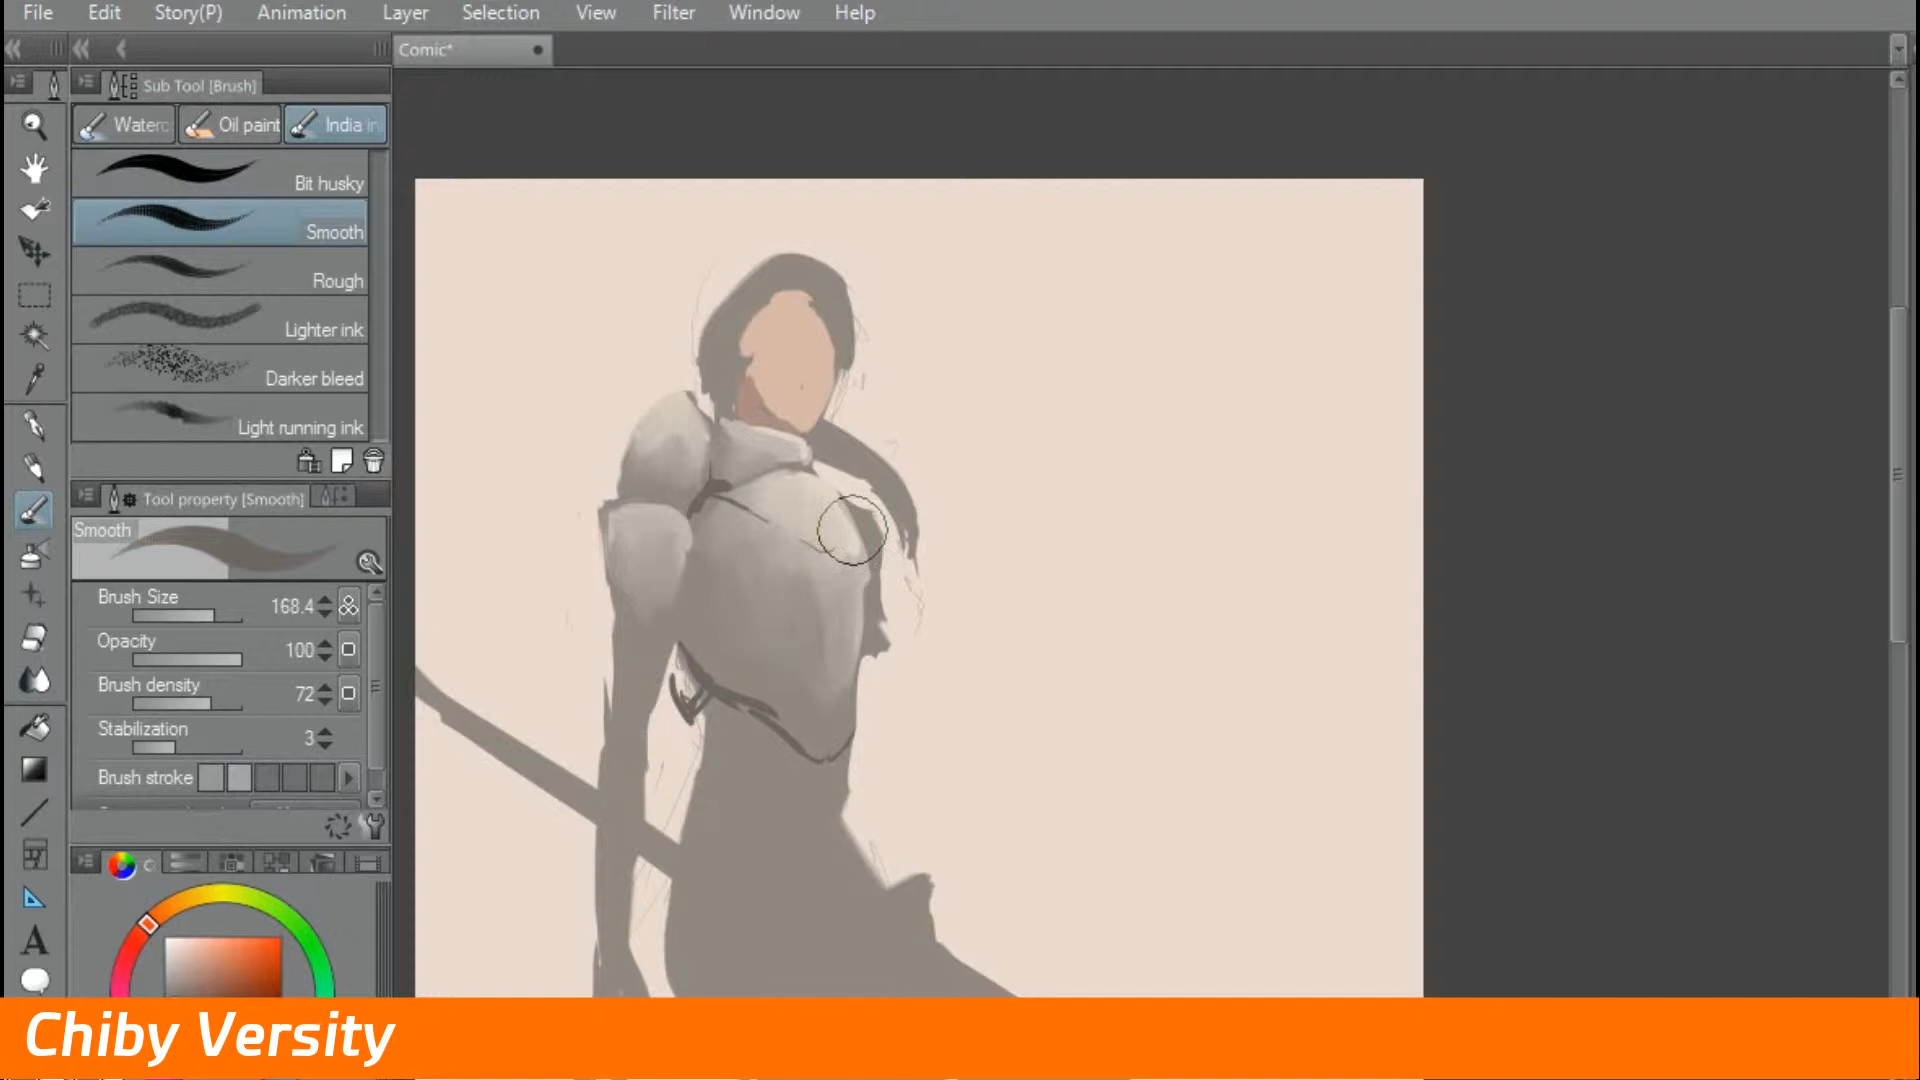 File Edit Story(P) Animation Layer Selection View Filter Window Help
Comic*
Sub Tool [Brush]
Waterc Oil paint India in
Bit husky
Smooth
Rough
Lighter ink
Darker bleed
Light running ink
Tool property [Smooth]
Smooth
Brush Size 168.4
Opacity 100
Brush density 72
Stabilization 3
Brush stroke
A
Chiby Versity